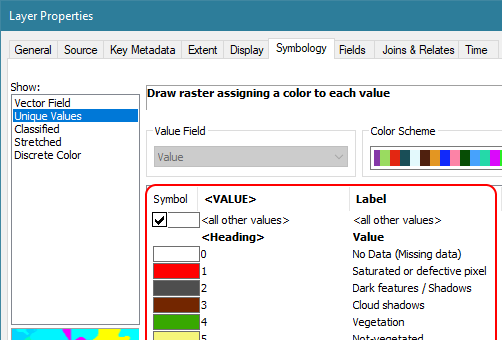 Layer Properties
General Source Key Metadata Extent Display Symbology Fields Joins & Relates Time
Show:
Vector Field
Unique Values
Classified
Stretched
Discrete Color
Draw raster assigning a color to each value
Value Field
Value
Color Scheme
Symbol <VALUE> Label
<all other values> <all other values>
<Heading> Value
0 No Data (Missing data)
1 Saturated or defective pixel
2 Dark features / Shadows
3 Cloud shadows
4 Vegetation
5 Not-vegetated